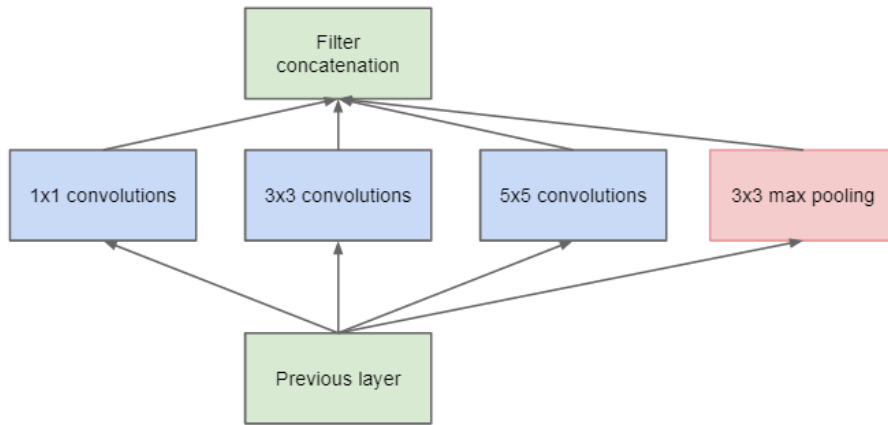 Filter
concatenation
1x1 convolutions
3x3 convolutions
5x5 convolutions
3x3 max pooling
Previous layer